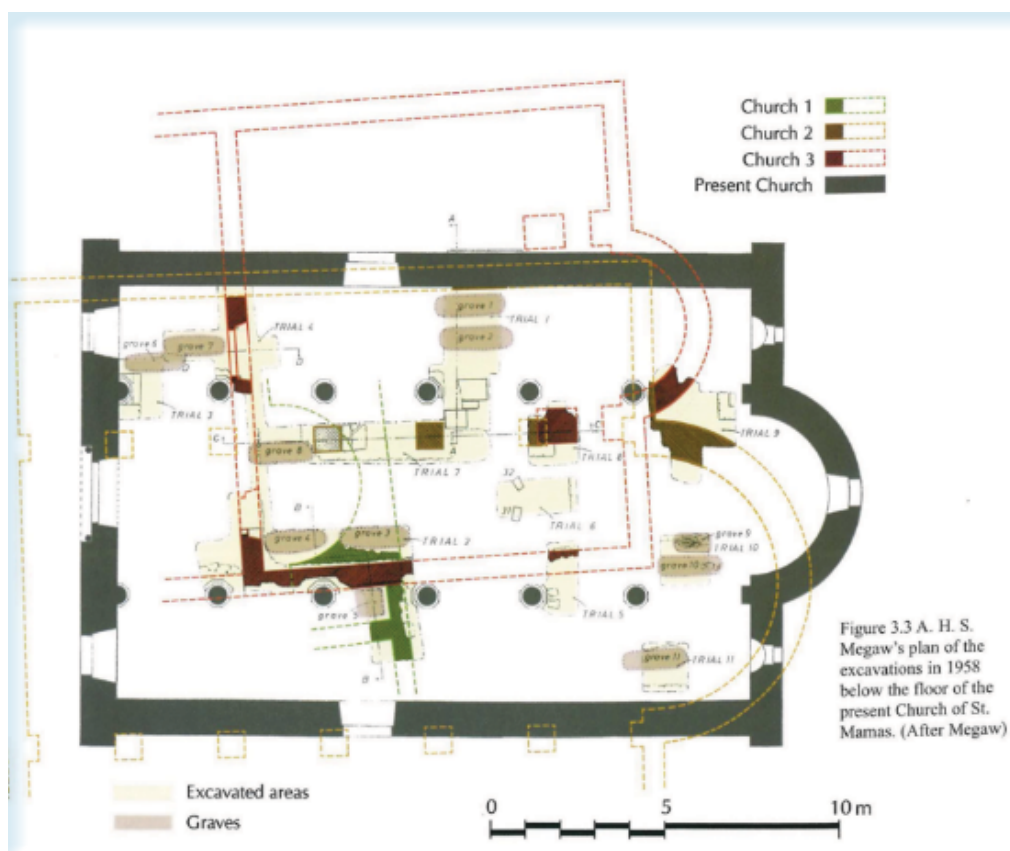 Church 1
Church 2
Church 3
Present Church
A
grave 1
TRIAL 1
grave 2
TRIAL 4
grave 6
grave 7
D
D
TRIAL 3
C
C
grave 8
A
TRIAL 7
TRIAL 8
TRIAL 9
32
31
TRIAL 6
B
grave 4
grave 3
TRIAL 2
grave 9
TRIAL 10
grave 10
grave 5
TRIAL 5
grave 11
TRIAL 11
B
Figure 3.3 A. H. S.
Megaw's plan of the
excavations in 1958
below the floor of the
present Church of St.
Mamas. (After Megaw)
Excavated areas
Graves
0
5
10 m